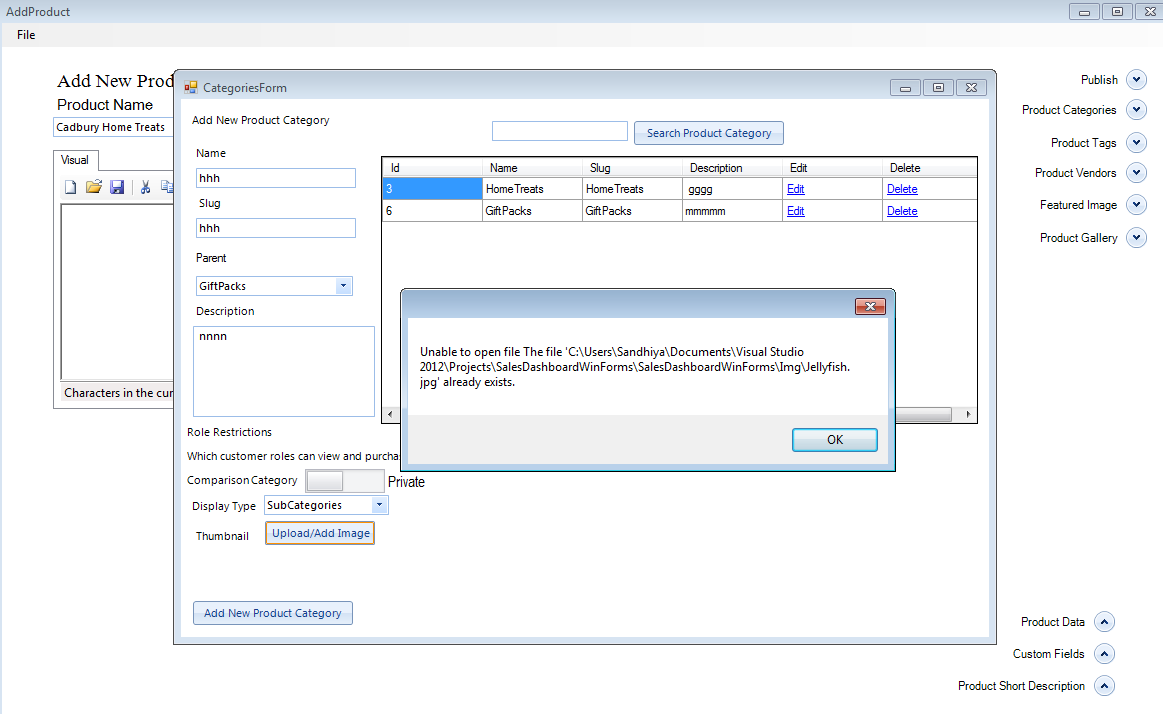 AddProduct
File
Add New Prod
Product Name
Cadbury Home Treats
Visual
Characters in the cur
CategoriesForm
Add New Product Category
Search Product Category
Name
hhh
Slug
hhh
Parent
GiftPacks
Description
nnnn
Id Name Slug Description Edit Delete
3 HomeTreats HomeTreats gggg Edit Delete
6 GiftPacks GiftPacks mmmmm Edit Delete
Unable to open file The file 'C:\Users\Sandhiya\Documents\Visual Studio
2012\Projects\SalesDashboardWinForms\SalesDashboardWinForms\Img\Jellyfish.
jpg' already exists.
OK
Role Restrictions
Which customer roles can view and purcha
Comparison Category Private
Display Type SubCategories
Thumbnail Upload/Add Image
Add New Product Category
Publish
Product Categories
Product Tags
Product Vendors
Featured Image
Product Gallery
Product Data
Custom Fields
Product Short Description